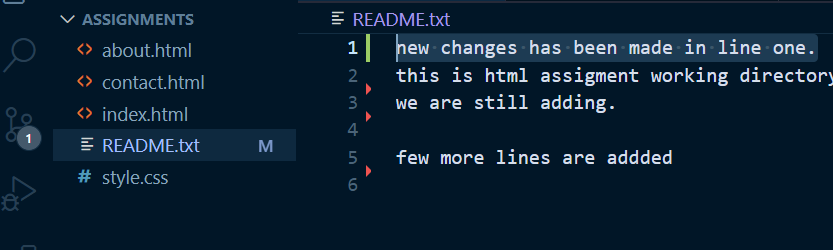 ASSIGNMENTS
<> about.html
<> contact.html
<> index.html
README.txt M
# style.css
1
README.txt
1 new changes has been made in line one.
2 this is html assigment working directory
3 we are still adding.
4
5 few more lines are addded
6